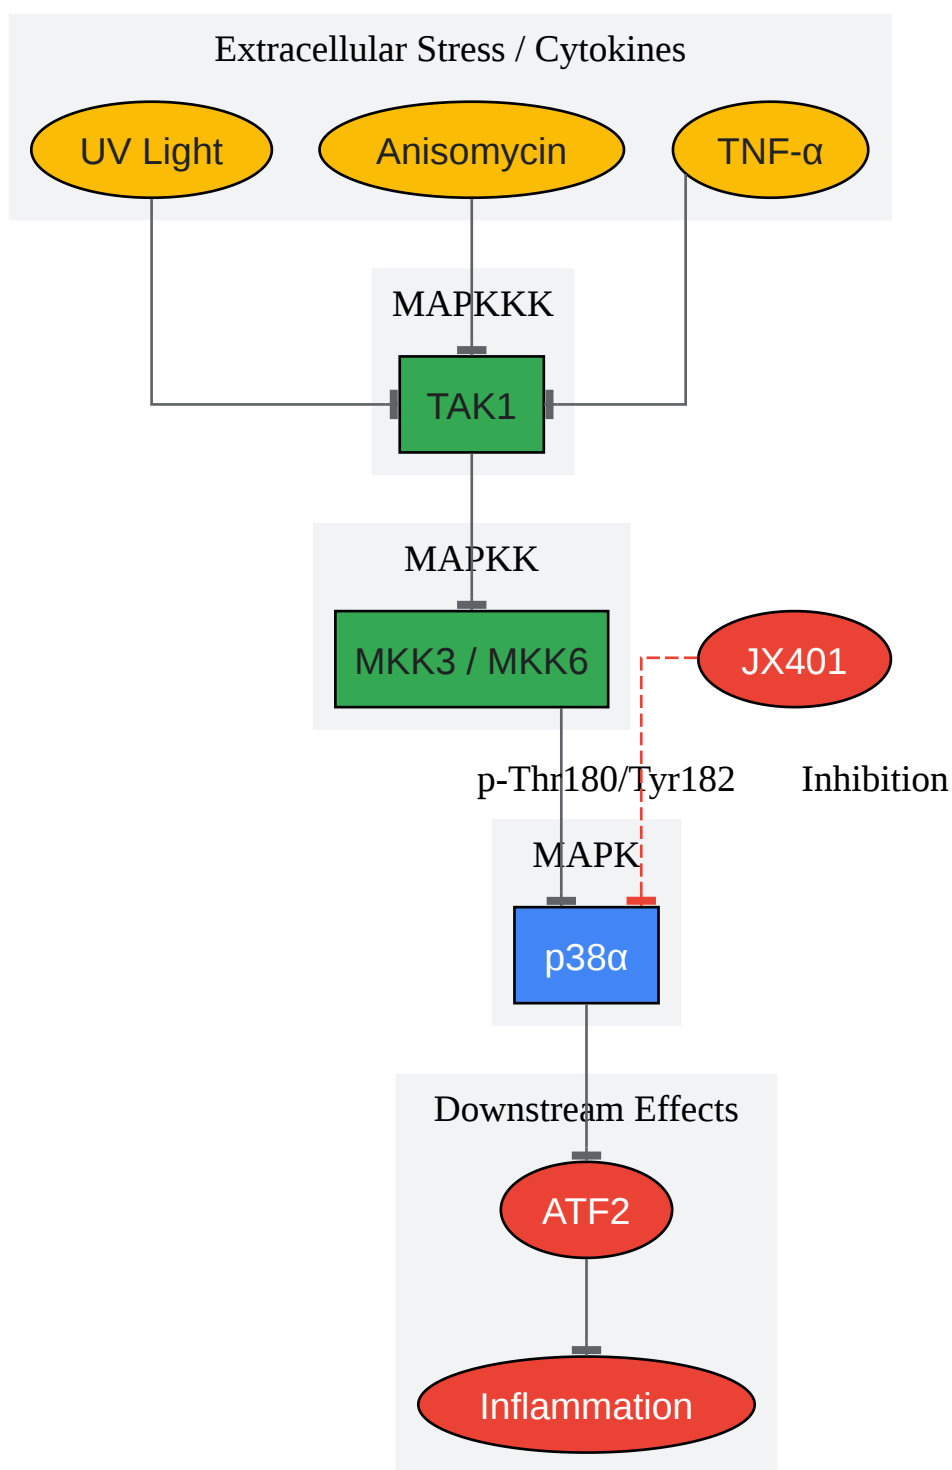 Extracellular Stress / Cytokines
UV Light
Anisomycin
TNF-α
MAPKKK
TAK1
MAPKK
MKK3 / MKK6
JX401
p-Thr180/Tyr182
Inhibition
MAPK
p38α
Downstream Effects
ATF2
Inflammation